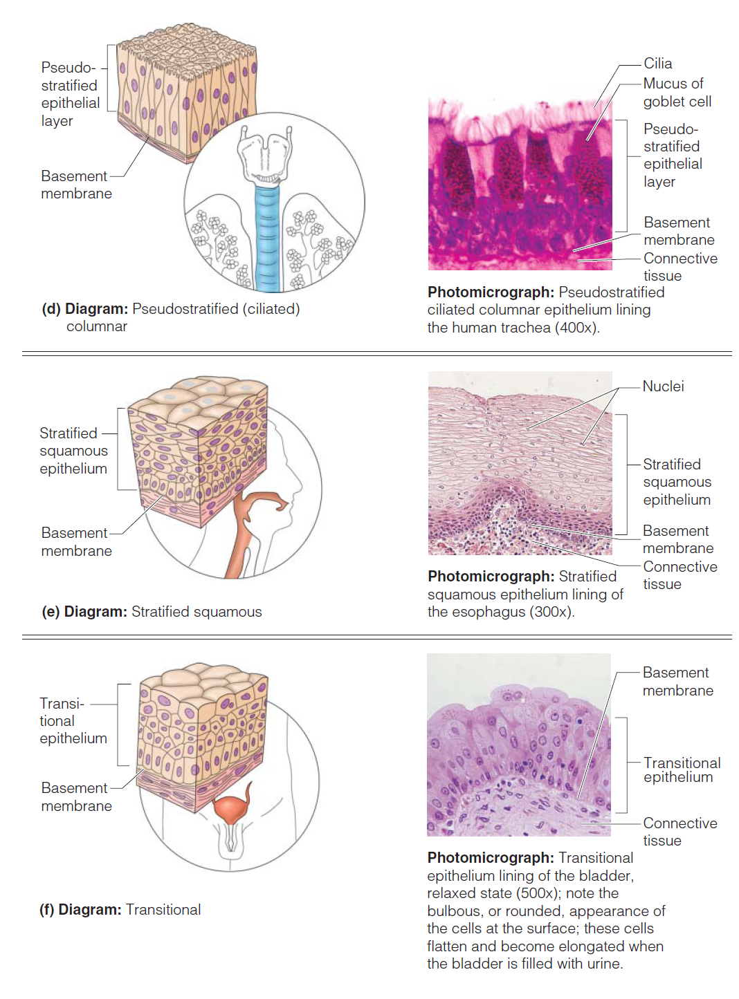 Pseudo-
stratified
epithelial
layer
Basement
membrane
(d) Diagram: Pseudostratified (ciliated)
columnar
Cilia
Mucus of
goblet cell
Pseudo-
stratified
epithelial
layer
Basement
membrane
Connective
tissue
Photomicrograph: Pseudostratified
ciliated columnar epithelium lining
the human trachea (400x).
Stratified
squamous
epithelium
Basement
membrane
(e) Diagram: Stratified squamous
Nuclei
Stratified
squamous
epithelium
Basement
membrane
Connective
tissue
Photomicrograph: Stratified
squamous epithelium lining of
the esophagus (300x).
Transi-
tional
epithelium
Basement
membrane
(f) Diagram: Transitional
Basement
membrane
Transitional
epithelium
Connective
tissue
Photomicrograph: Transitional
epithelium lining of the bladder,
relaxed state (500x); note the
bulbous, or rounded, appearance of
the cells at the surface; these cells
flatten and become elongated when
the bladder is filled with urine.